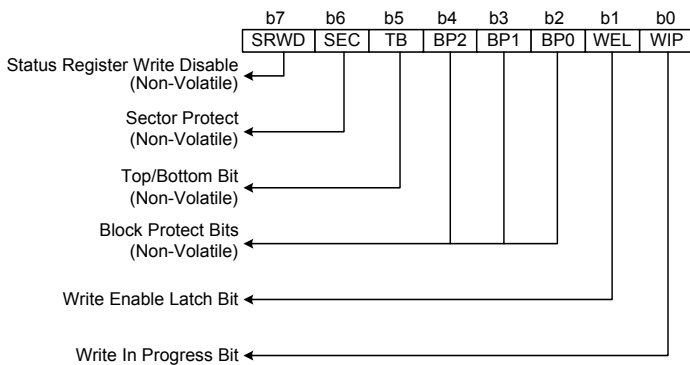 b7 b6 b5 b4 b3 b2 b1 b0
SRWD SEC TB BP2 BP1 BP0 WEL WIP
Status Register Write Disable
(Non-Volatile)
Sector Protect
(Non-Volatile)
Top/Bottom Bit
(Non-Volatile)
Block Protect Bits
(Non-Volatile)
Write Enable Latch Bit
Write In Progress Bit